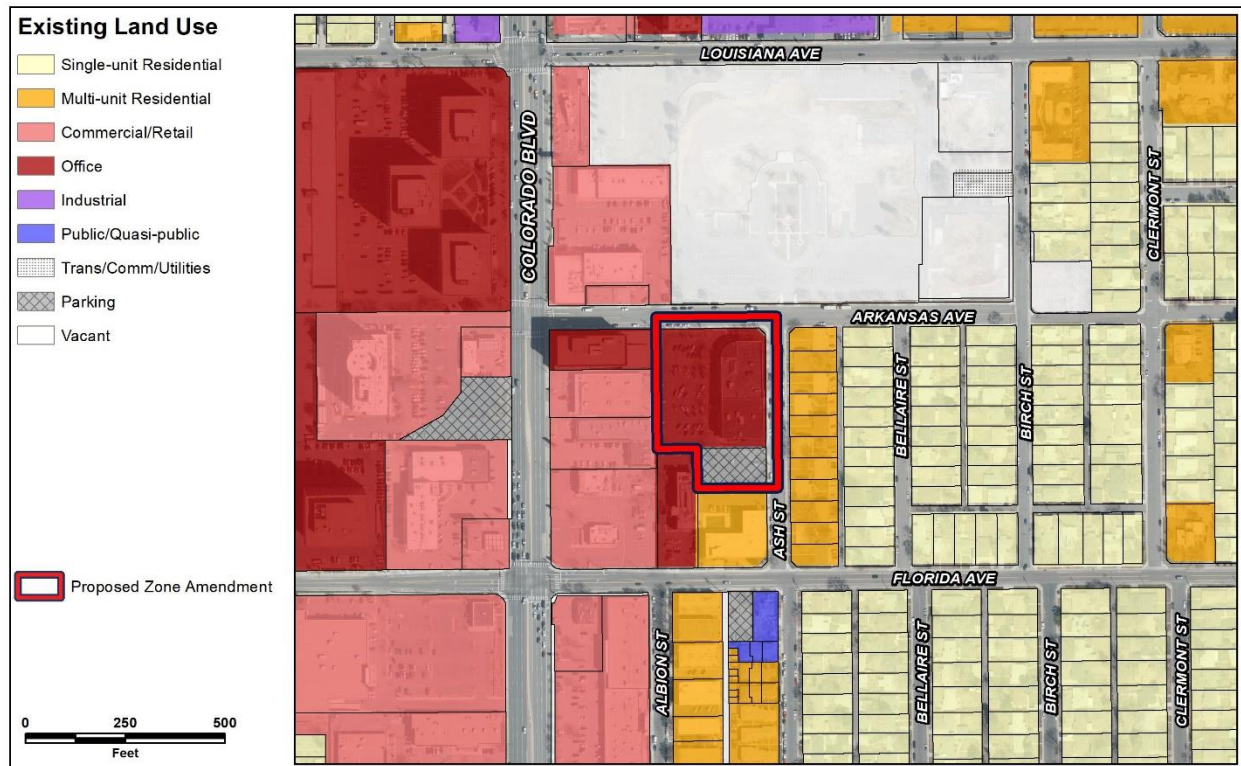 Existing Land Use
Single-unit Residential
Multi-unit Residential
Commercial/Retail
Office
Industrial
Public/Quasi-public
Trans/Comm/Utilities
Parking
Vacant
Proposed Zone Amendment
0 250 500
Feet
LOUISIANA AVE
COLORADO BLVD
CLERMONT ST
ARKANSAS AVE
BELLAIRE ST
BIRCH ST
ASH ST
FLORIDA AVE
ALBION ST
BELLAIRE ST
BIRCH ST
CLERMONT ST